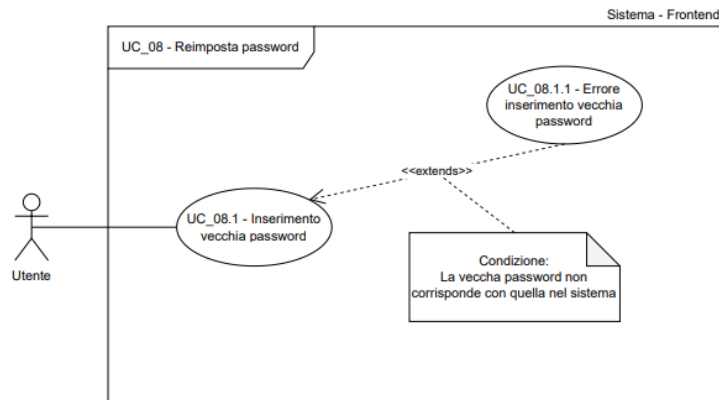 Sistema - Frontend
UC_08 - Reimposta password
UC_08.1.1 - Errore
inserimento vecchia
password
<<extends>>
UC_08.1 - Inserimento
vecchia password
Utente
Condizione:
La veccha password non
corrisponde con quella nel sistema